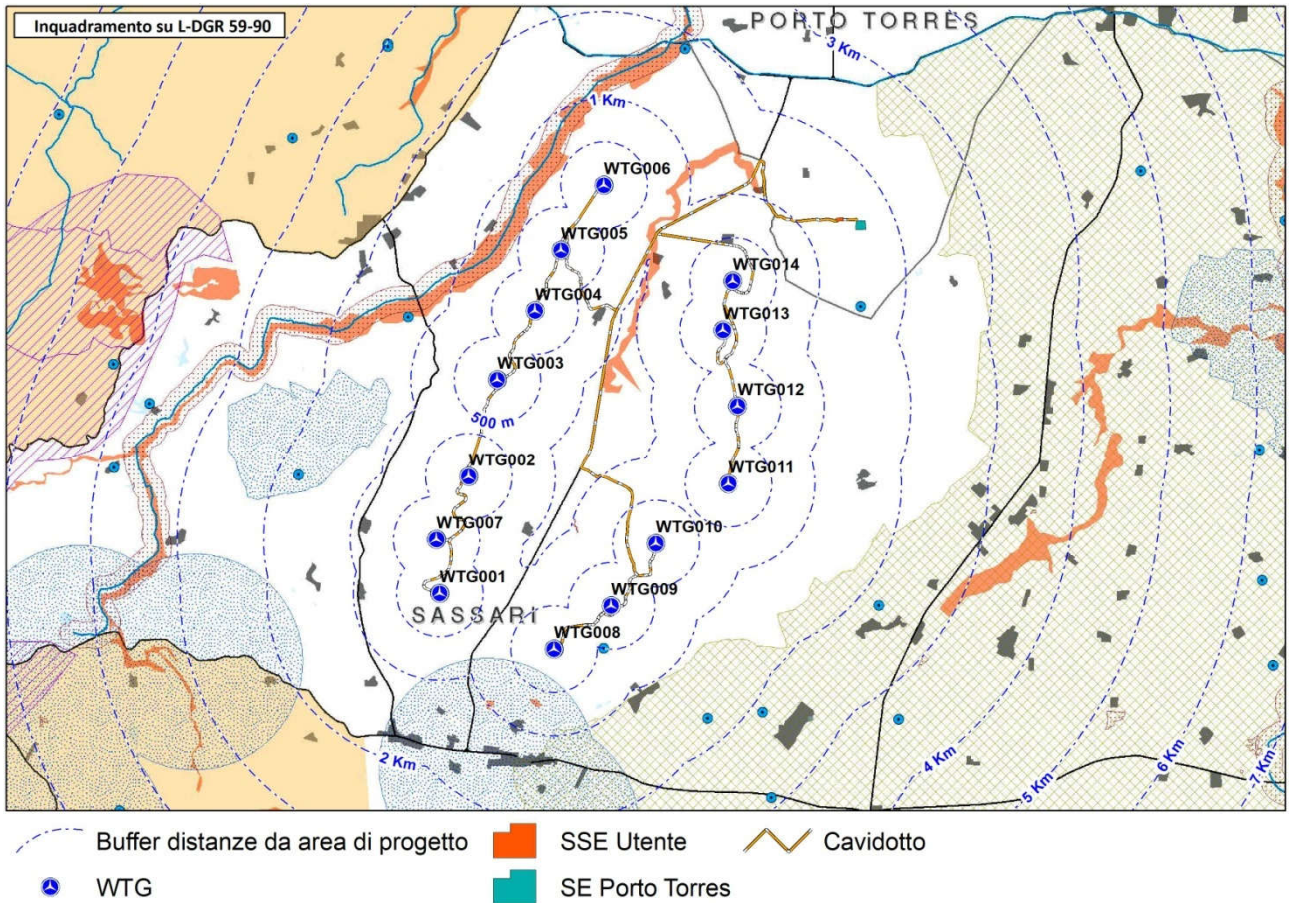 Inquadramento su L-DGR 59-90
PORTO TORRES
3 Km
1 Km
WTG006
WTG005
WTG014
WTG004
WTG013
WTG003
WTG012
500 m
WTG002
WTG011
WTG007
WTG010
WTG001
WTG009
SASSARI
WTG008
2 Km
4 Km
5 Km
6 Km
7 Km
Buffer distanze da area di progetto
SSE Utente
Cavidotto
WTG
SE Porto Torres